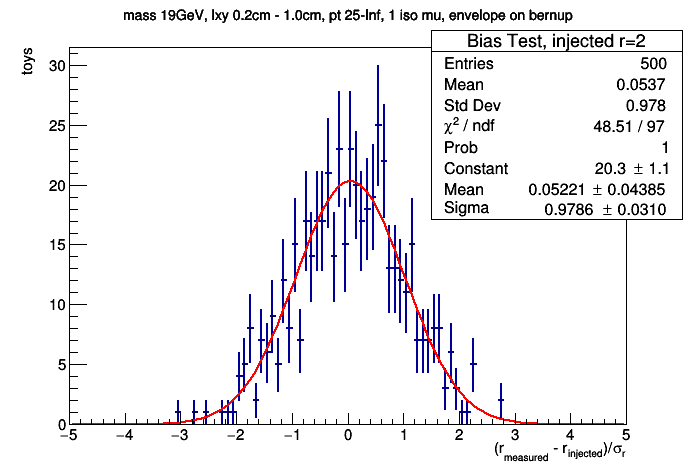 mass 19GeV, lxy 0.2cm - 1.0cm, pt 25-Inf, 1 iso mu, envelope on bernup
Bias Test, injected r=2
Entries 500
Mean 0.0537
Std Dev 0.978
χ² / ndf 48.51 / 97
Prob 1
Constant 20.3 ± 1.1
Mean 0.05221 ± 0.04385
Sigma 0.9786 ± 0.0310
toys
30
25
20
15
10
5
0
−5 −4 −3 −2 −1 0 1 2 3 4 5
(r_measured - r_injected)/σ_r